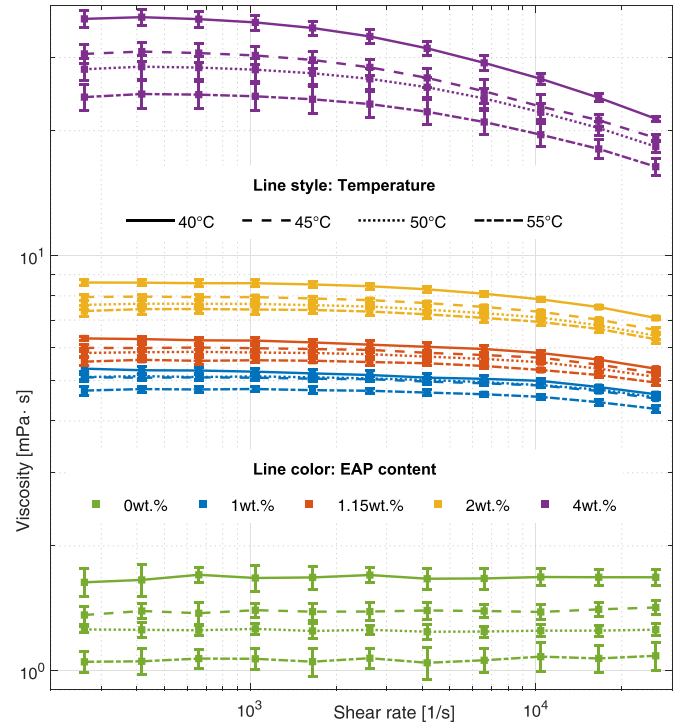 Line style: Temperature
40°C 45°C 50°C 55°C
10¹
Viscosity [mPa· s]
Line color: EAP content
0wt.% 1wt.% 1.15wt.% 2wt.% 4wt.%
10⁰
10³ 10⁴
Shear rate [1/s]